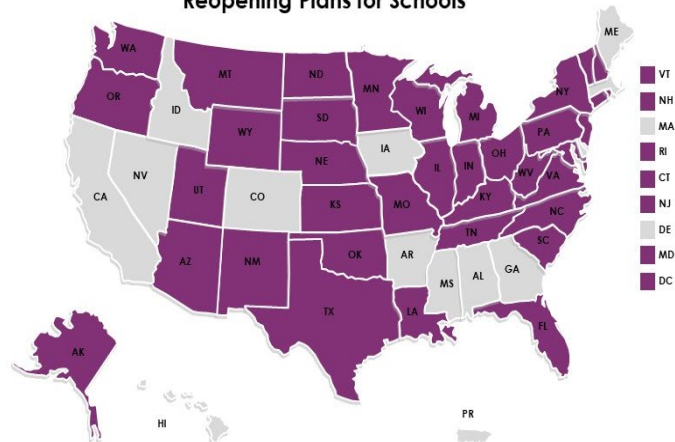 Reopening Plans for Schools
ME
WA
MT
ND
MN
VT
OR
ID
WI
NY
NH
SD
MI
MA
WY
PA
RI
IA
NE
OH
CT
NV
IL
IN
CA
UT
CO
WV
VA
NJ
KS
MO
KY
DE
NC
TN
MD
AZ
NM
OK
AR
SC
DC
MS
AL
GA
TX
LA
FL
AK
HI
PR